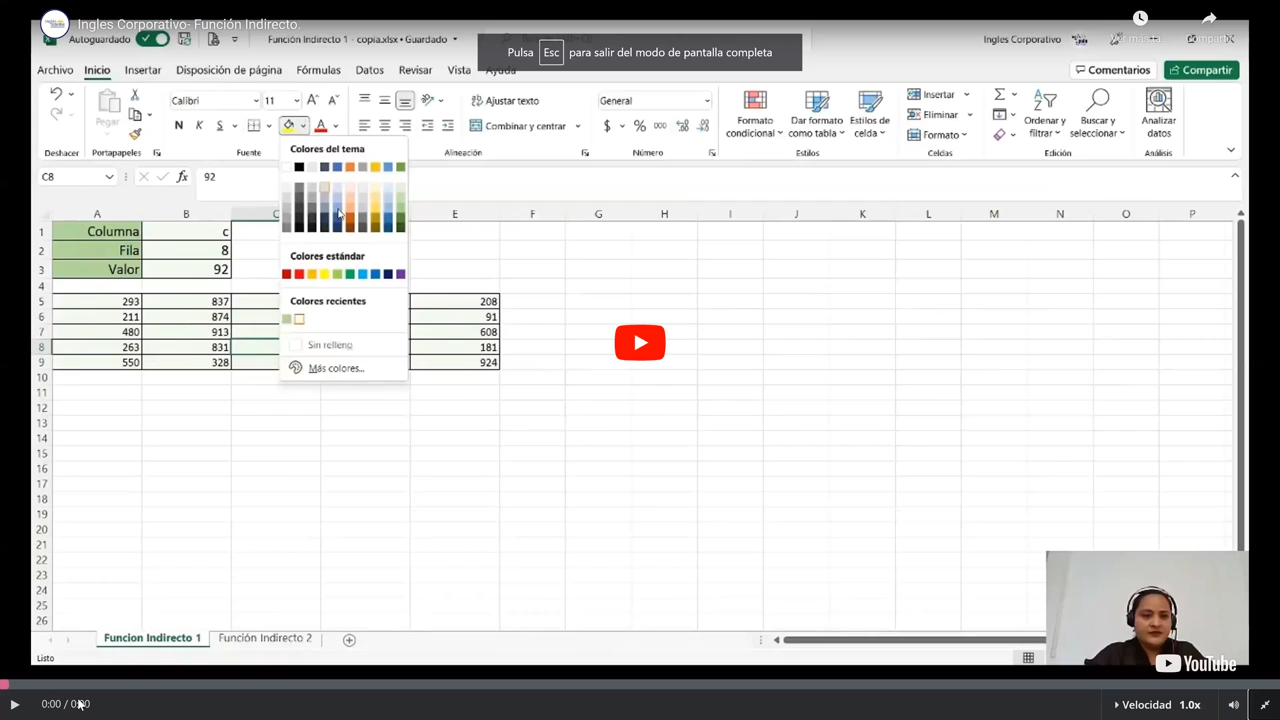 Ingles Corporativo- Función Indirecto.
Autoguardado
Función Indirecto 1 - copia.xlsx • Guardado
Pulsa Esc para salir del modo de pantalla completa
Ingles Corporativo
Archivo Inicio Insertar Disposición de página Fórmulas Datos Revisar Vista Ayuda
Comentarios Compartir
Pegar
Calibri 11
N K S
Ajustar texto
Combinar y centrar
General
$ % 000
Formato condicional
Dar formato como tabla
Estilos de celda
Insertar
Eliminar
Formato
Ordenar y filtrar
Buscar y seleccionar
Analizar datos
Deshacer Portapapeles Fuente Alineación Número Estilos Celdas Edición Análisis
C8 fx 92
Colores del tema
Colores estándar
Colores recientes
Sin relleno
Más colores...
A B C E F G H I J K L M N O P
1 Columna c
2 Fila 8
3 Valor 92
4
5 293 837 208
6 211 874 91
7 480 913 608
8 263 831 181
9 550 328 924
10
11
12
13
14
15
16
17
18
19
20
21
22
23
24
25
26
Funcion Indirecto 1 Función Indirecto 2
Listo
YouTube
0:00 / 0:00
Velocidad 1.0x